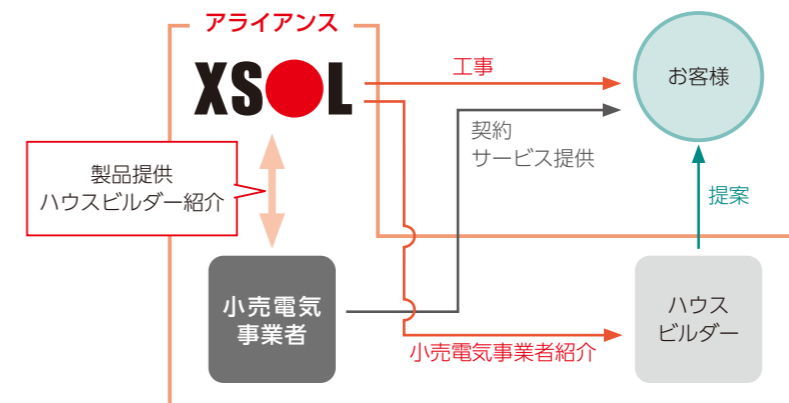 アライアンス
XSOL
工事
お客様
契約
サービス提供
製品提供
ハウスビルダー紹介
提案
小売電気
事業者
ハウス
ビルダー
小売電気事業者紹介